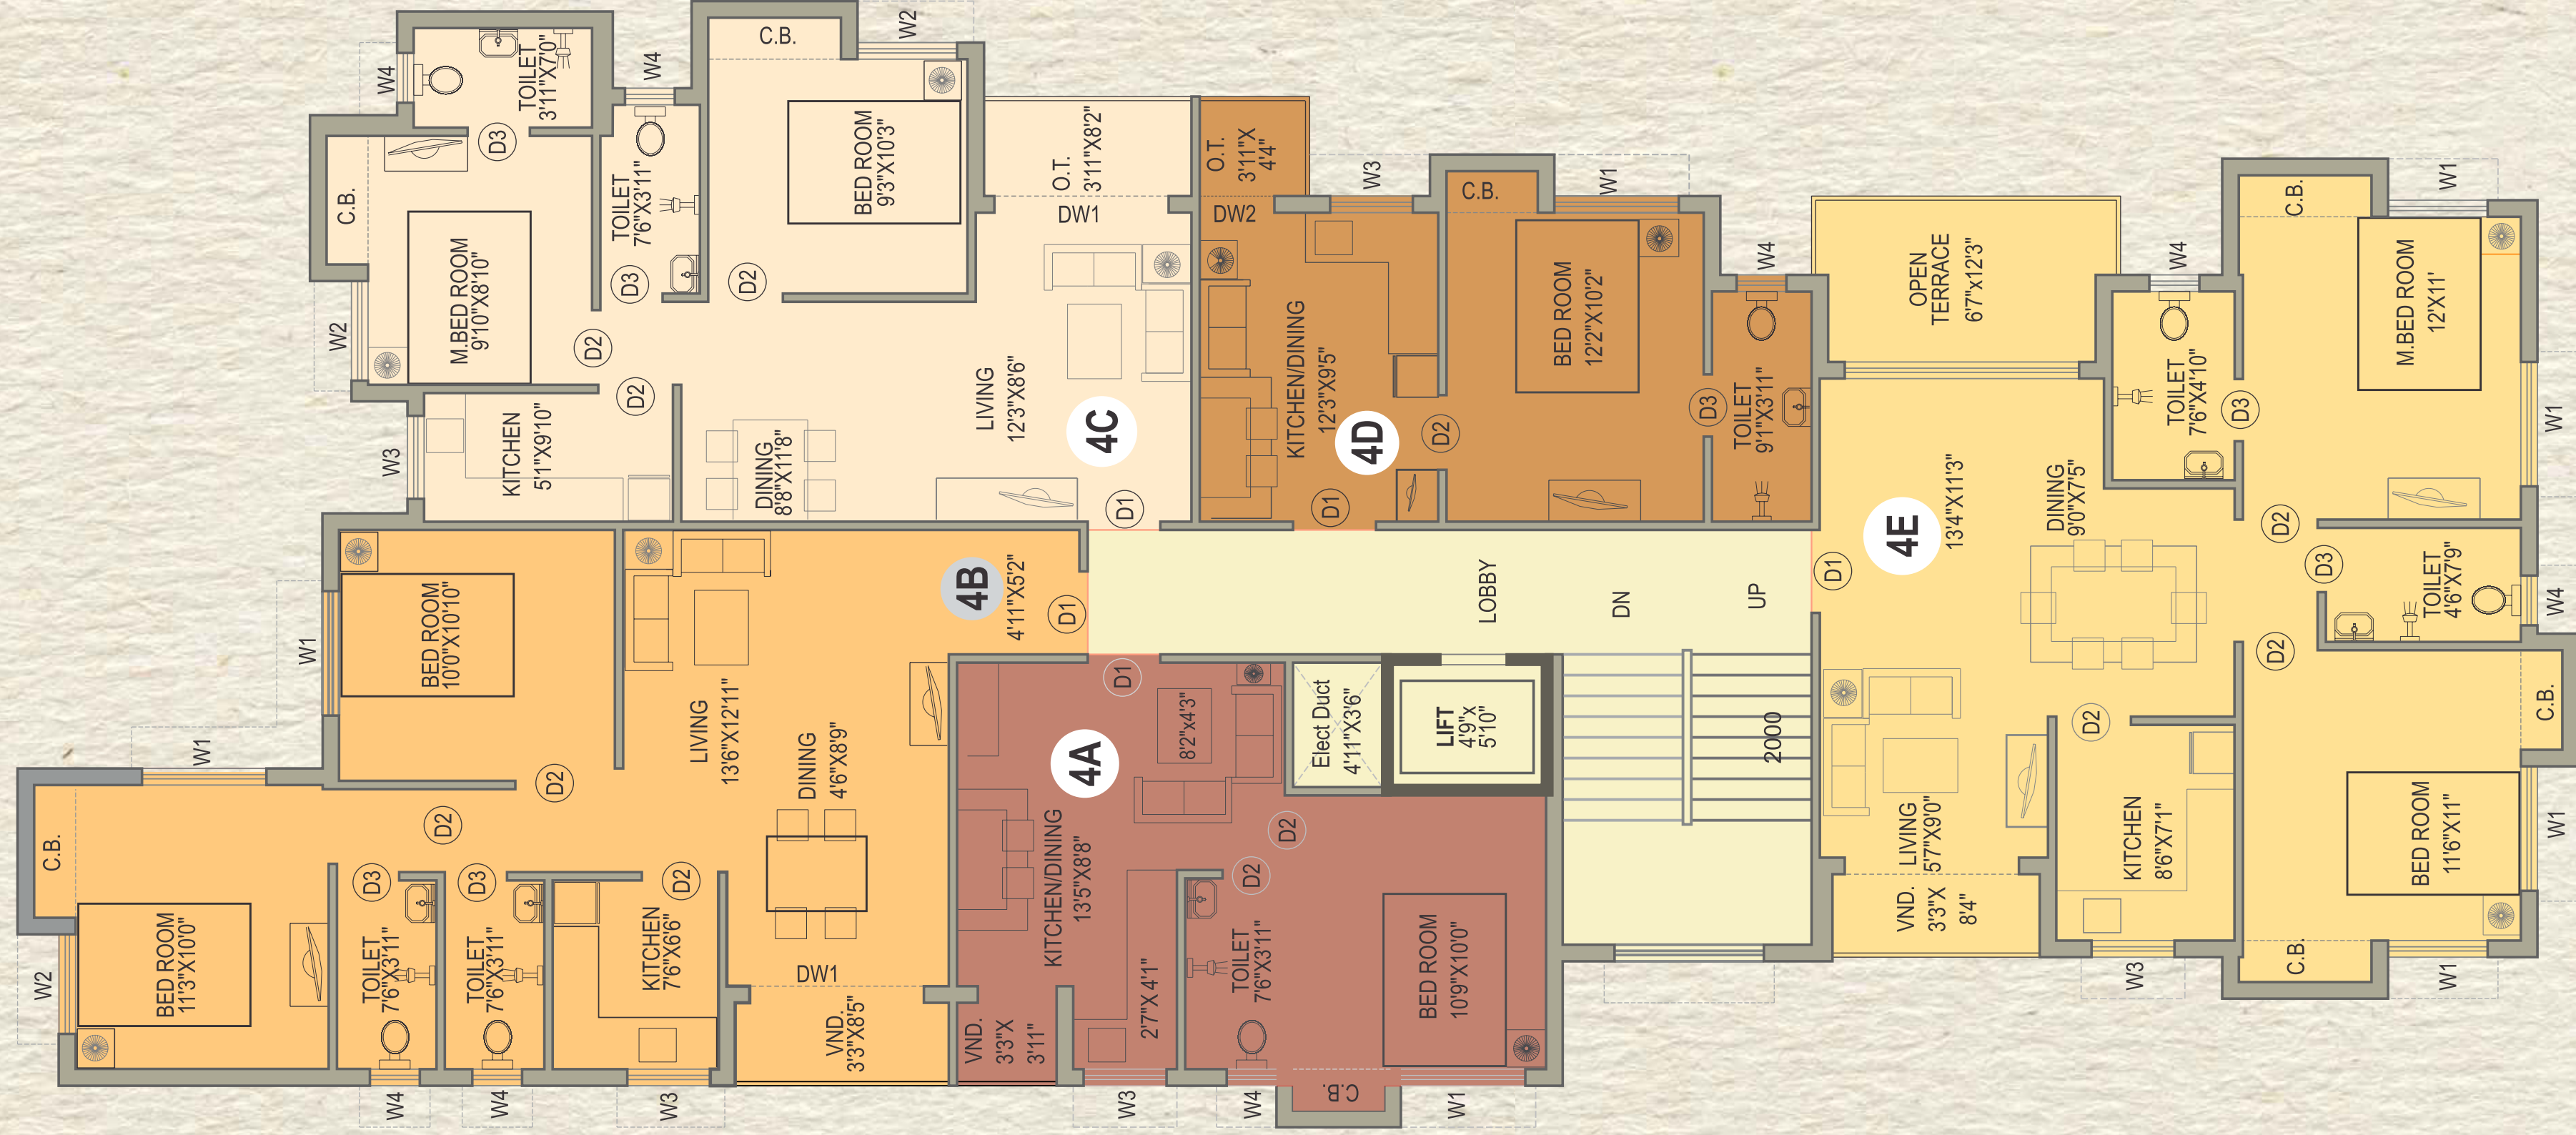 W4
TOILET
3'11"X7'0"
D3
C.B.
M.BED ROOM
9'10"X8'10"
W2
W4
TOILET
7'6"X3'11"
D3
D2
D2
C.B.
W2
BED ROOM
9'3"X10'3"
D2
W3
KITCHEN
5'1"X9'10"
DINING
8'8"X11'8"
LIVING
12'3"X8'6"
O.T.
3'11"X8'2"
DW1
4C
D1
O.T.
3'11"X
4'4"
DW2
W3
KITCHEN/DINING
12'3"X9'5"
4D
D1
D2
C.B.
W1
BED ROOM
12'2"X10'2"
D3
W4
TOILET
9'1"X3'11"
OPEN
TERRACE
6'7"x12'3"
W4
TOILET
7'6"X4'10"
D3
C.B.
W1
M.BED ROOM
12'X11'
W1
4E
13'4"X11'3"
DINING
9'0"X7'5"
D1
D2
D3
TOILET
4'6"X7'9"
W4
D2
C.B.
BED ROOM
11'6"X11"
W1
C.B.
W1
D2
KITCHEN
8'6"X7'1"
W3
LIVING
5'7"X9'0"
VND.
3'3"X
8'4"
LOBBY
DN
UP
2000
LIFT
4'9"x
5'10"
Elect Duct
4'11"X3'6"
W1
BED ROOM
10'0"X10'10"
D2
4B
4'11"X5'2"
D1
LIVING
13'6"X12'11"
DINING
4'6"X8'9"
DW1
VND.
3'3"X8'5"
W1
C.B.
W2
BED ROOM
11'3"X10'0"
D2
D3
TOILET
7'6"X3'11"
W4
D3
TOILET
7'6"X3'11"
W4
D2
KITCHEN
7'6"X6'6"
W3
D1
4A
8'2"x4'3"
KITCHEN/DINING
13'5"X8'8"
VND.
3'3"X
3'11"
2'7"X 4'1"
W3
D2
D2
TOILET
7'6"X3'11"
W4
BED ROOM
10'9"X10'0"
C.B.
W1